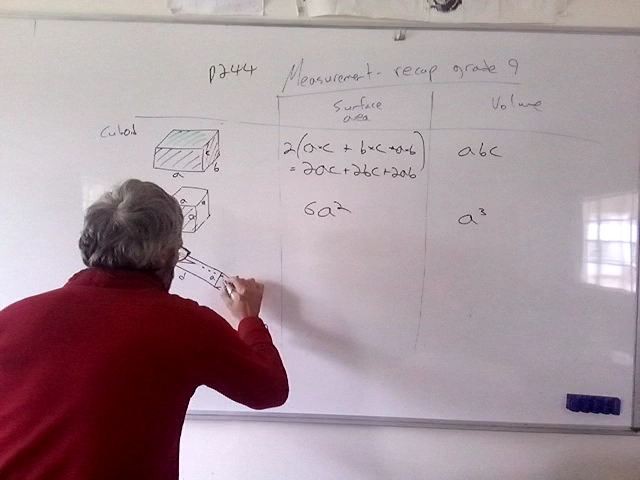 p244 Measurement - recap grade 9
Surface area
Volume
Cuboid
a
b
c
2(a×c + b×c + a×b)
= 2ac + 2bc + 2ab
abc
a
a
6a²
a³
d
a